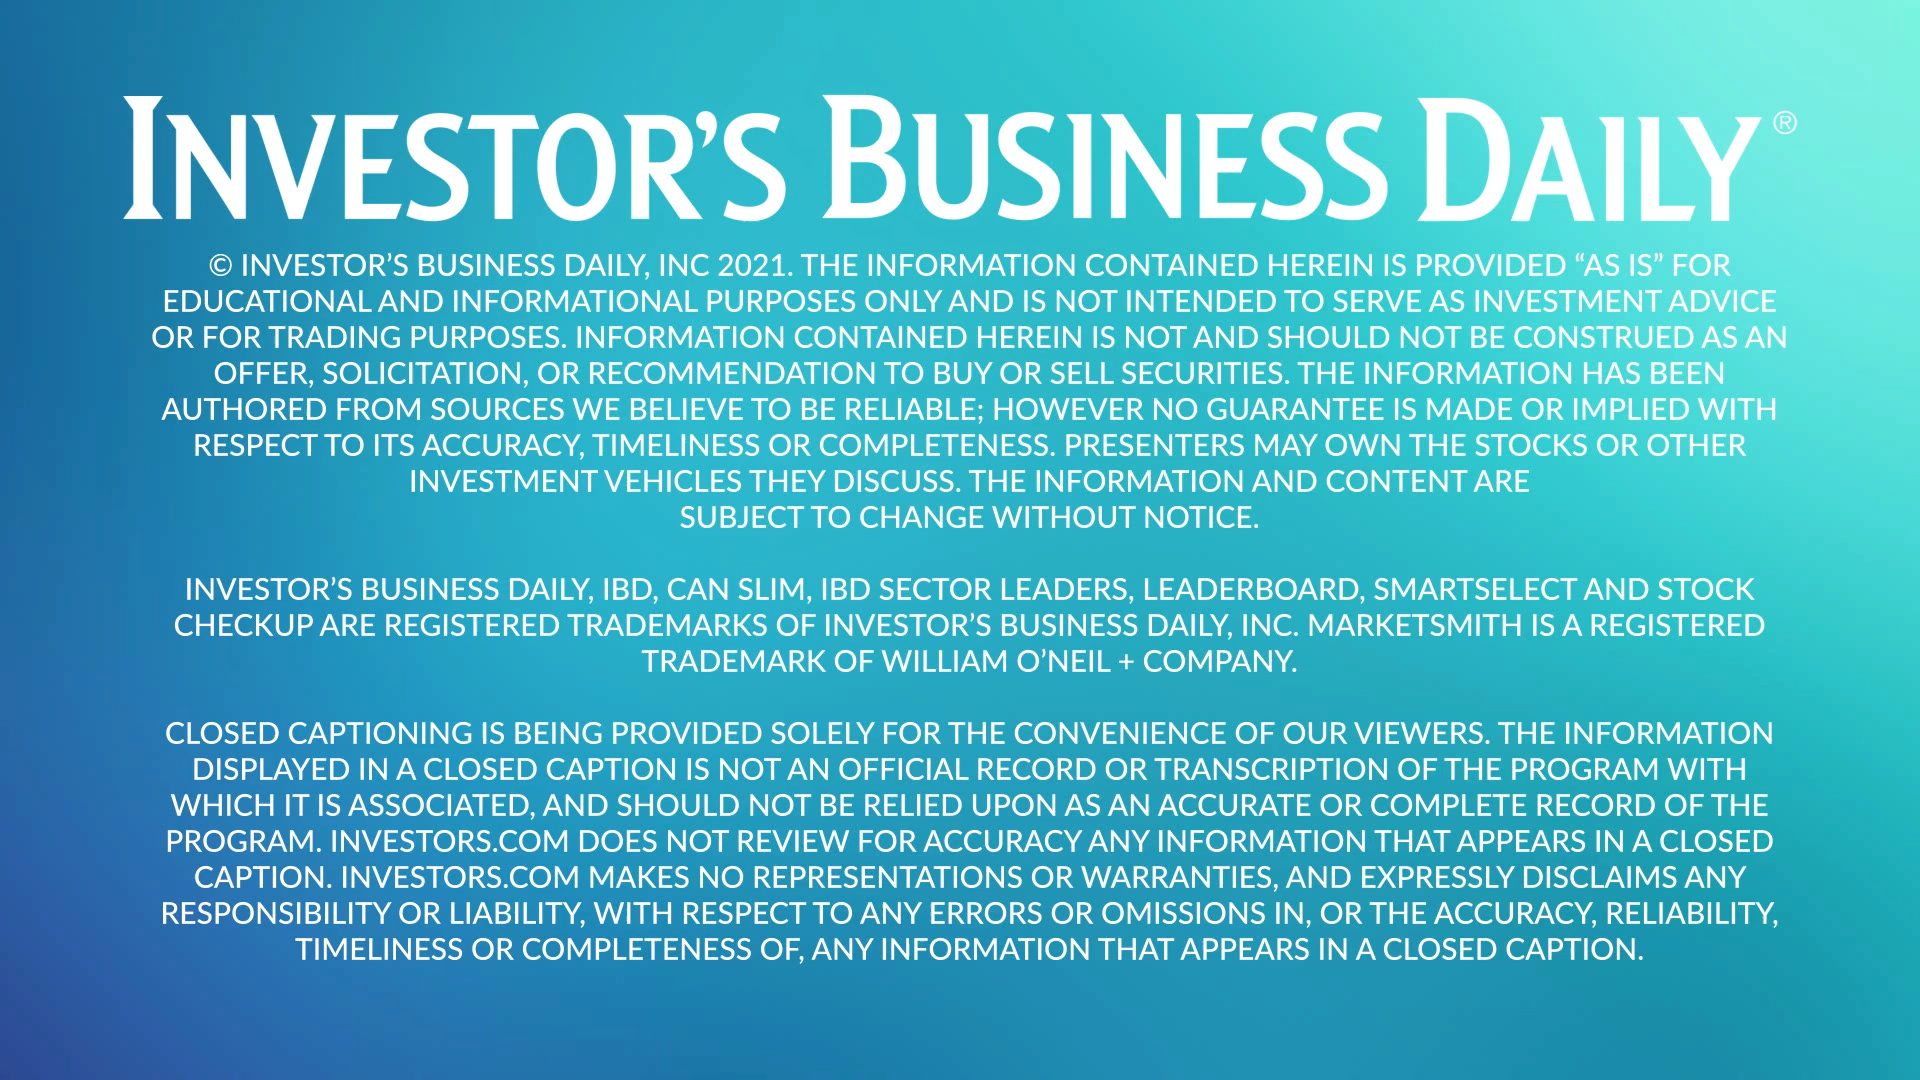 INVESTOR’S BUSINESS DAILY®
© INVESTOR’S BUSINESS DAILY, INC 2021. THE INFORMATION CONTAINED HEREIN IS PROVIDED “AS IS” FOR
EDUCATIONAL AND INFORMATIONAL PURPOSES ONLY AND IS NOT INTENDED TO SERVE AS INVESTMENT ADVICE
OR FOR TRADING PURPOSES. INFORMATION CONTAINED HEREIN IS NOT AND SHOULD NOT BE CONSTRUED AS AN
OFFER, SOLICITATION, OR RECOMMENDATION TO BUY OR SELL SECURITIES. THE INFORMATION HAS BEEN
AUTHORED FROM SOURCES WE BELIEVE TO BE RELIABLE; HOWEVER NO GUARANTEE IS MADE OR IMPLIED WITH
RESPECT TO ITS ACCURACY, TIMELINESS OR COMPLETENESS. PRESENTERS MAY OWN THE STOCKS OR OTHER
INVESTMENT VEHICLES THEY DISCUSS. THE INFORMATION AND CONTENT ARE
SUBJECT TO CHANGE WITHOUT NOTICE.
INVESTOR’S BUSINESS DAILY, IBD, CAN SLIM, IBD SECTOR LEADERS, LEADERBOARD, SMARTSELECT AND STOCK
CHECKUP ARE REGISTERED TRADEMARKS OF INVESTOR’S BUSINESS DAILY, INC. MARKETSMITH IS A REGISTERED
TRADEMARK OF WILLIAM O’NEIL + COMPANY.
CLOSED CAPTIONING IS BEING PROVIDED SOLELY FOR THE CONVENIENCE OF OUR VIEWERS. THE INFORMATION
DISPLAYED IN A CLOSED CAPTION IS NOT AN OFFICIAL RECORD OR TRANSCRIPTION OF THE PROGRAM WITH
WHICH IT IS ASSOCIATED, AND SHOULD NOT BE RELIED UPON AS AN ACCURATE OR COMPLETE RECORD OF THE
PROGRAM. INVESTORS.COM DOES NOT REVIEW FOR ACCURACY ANY INFORMATION THAT APPEARS IN A CLOSED
CAPTION. INVESTORS.COM MAKES NO REPRESENTATIONS OR WARRANTIES, AND EXPRESSLY DISCLAIMS ANY
RESPONSIBILITY OR LIABILITY, WITH RESPECT TO ANY ERRORS OR OMISSIONS IN, OR THE ACCURACY, RELIABILITY,
TIMELINESS OR COMPLETENESS OF, ANY INFORMATION THAT APPEARS IN A CLOSED CAPTION.